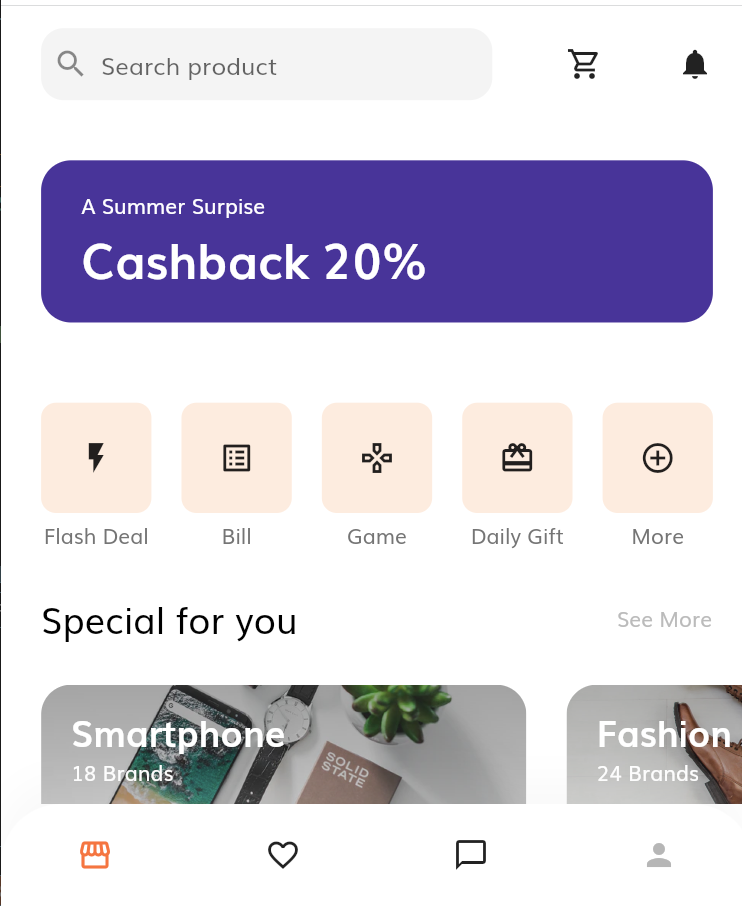 Search product
A Summer Surpise
Cashback 20%
Flash Deal
Bill
Game
Daily Gift
More
Special for you
See More
Smartphone
18 Brands
SOLID
STATE
Fashion
24 Brands